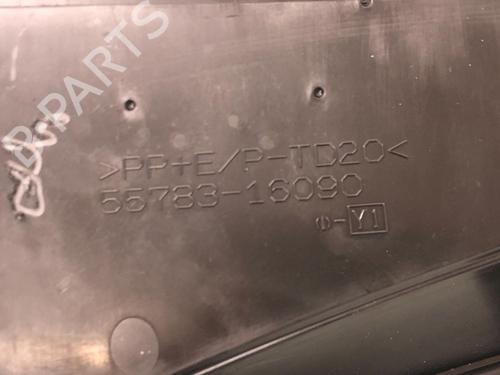 >PP+E/P-TD20<
55783-16090
Y1
B-PARTS